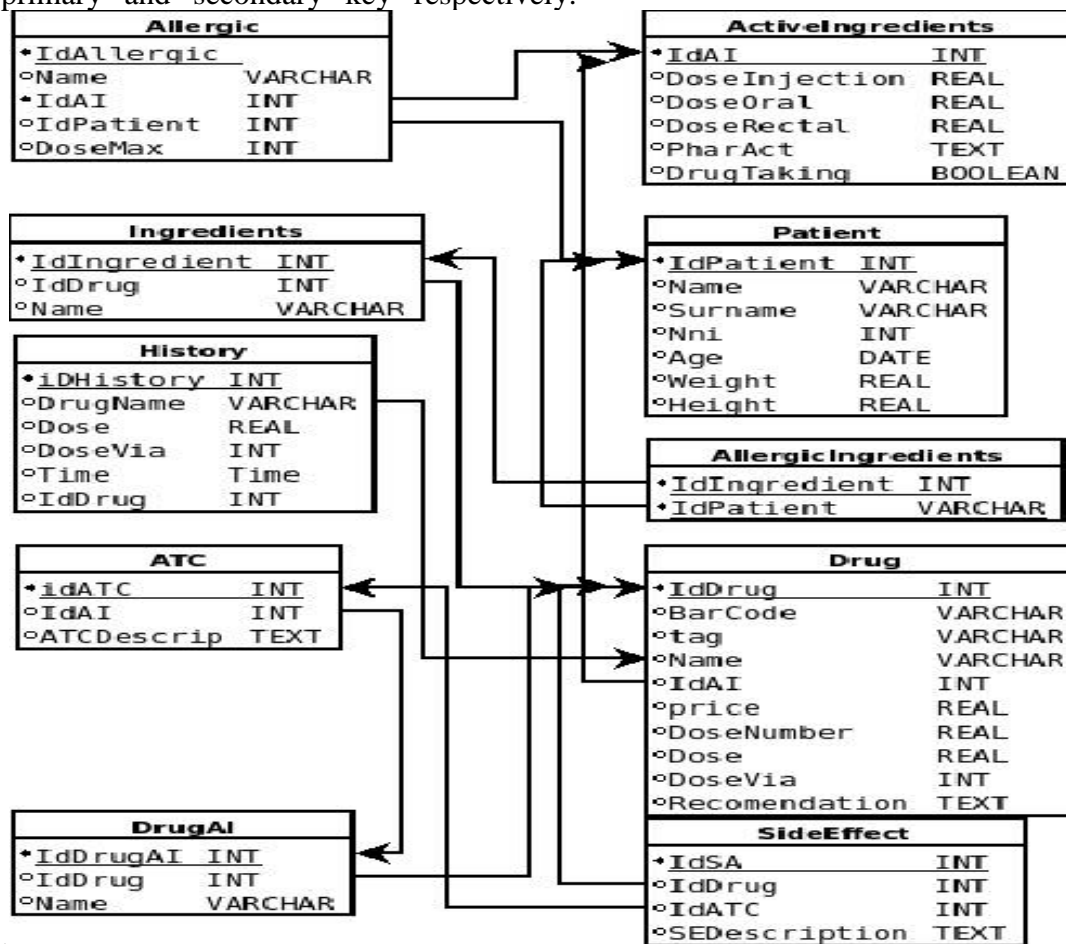 primary and secondary key respectively.
Allergic
IdAllergic
Name VARCHAR
IdAI INT
IdPatient INT
DoseMax INT
ActiveIngredients
IdAI INT
DoseInjection REAL
DoseOral REAL
DoseRectal REAL
PharAct TEXT
DrugTaking BOOLEAN
Ingredients
IdIngredient INT
IdDrug INT
Name VARCHAR
Patient
IdPatient INT
Name VARCHAR
Surname VARCHAR
Nni INT
Age DATE
Weight REAL
Height REAL
History
iDHistory INT
DrugName VARCHAR
Dose REAL
DoseVia INT
Time Time
IdDrug INT
AllergicIngredients
IdIngredient INT
IdPatient VARCHAR
ATC
idATC INT
IdAI INT
ATCDescrip TEXT
Drug
IdDrug INT
BarCode VARCHAR
tag VARCHAR
Name VARCHAR
IdAI INT
price REAL
DoseNumber REAL
Dose REAL
DoseVia INT
Recomendation TEXT
DrugAI
IdDrugAI INT
IdDrug INT
Name VARCHAR
SideEffect
IdSA INT
IdDrug INT
IdATC INT
SEDescription TEXT